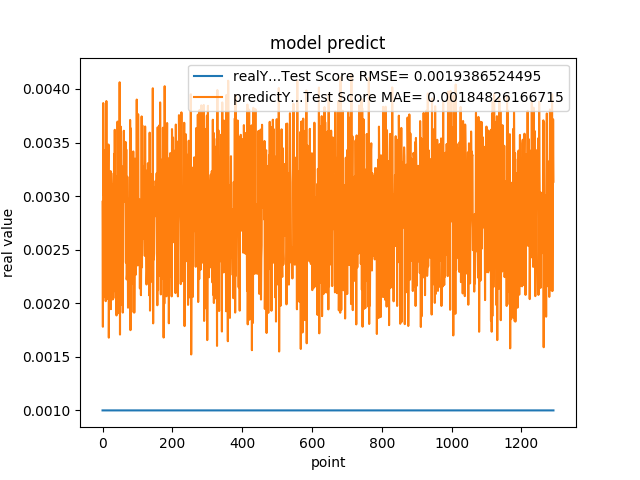 model predict
realY...Test Score RMSE= 0.0019386524495
predictY...Test Score MAE= 0.00184826166715
0.0040
0.0035
0.0030
0.0025
0.0020
0.0015
0.0010
real value
0 200 400 600 800 1000 1200
point